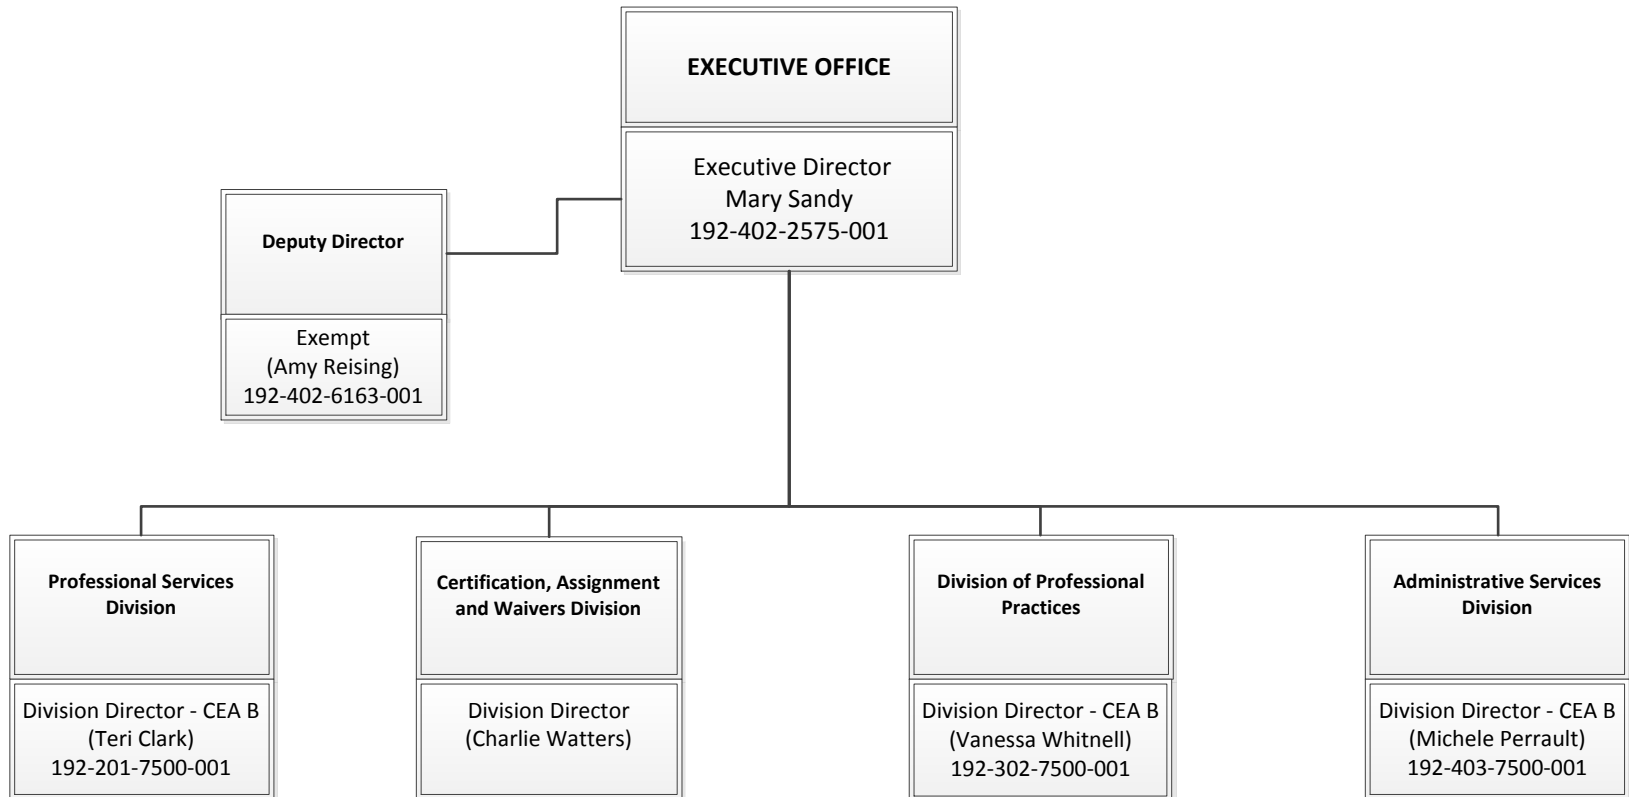 EXECUTIVE OFFICE
Executive Director
Mary Sandy
192-402-2575-001
Deputy Director
Exempt
(Amy Reising)
192-402-6163-001
Professional Services
Division
Division Director - CEA B
(Teri Clark)
192-201-7500-001
Certification, Assignment
and Waivers Division
Division Director
(Charlie Watters)
Division of Professional
Practices
Division Director - CEA B
(Vanessa Whitnell)
192-302-7500-001
Administrative Services
Division
Division Director - CEA B
(Michele Perrault)
192-403-7500-001